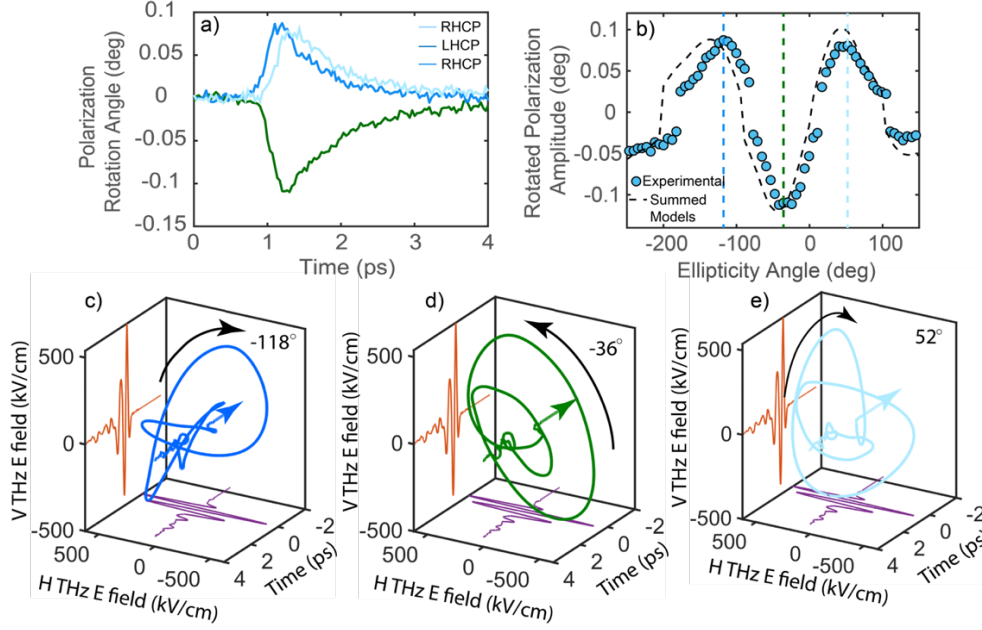 a)
RHCP
LHCP
RHCP
Polarization
Rotation Angle (deg)
0.1
0.05
0
-0.05
-0.1
0.15
0
1
2
3
4
Time (ps)
b)
Rotated Polarization
Amplitude (deg)
0.1
0.05
0
-0.05
-0.1
Experimental
Summed
Models
-200
-100
0
100
Ellipticity Angle (deg)
c)
-118°
V THz E field (kV/cm)
500
0
-500
500
0
-500
H THz E field (kV/cm)
4
2
0
-2
Time (ps)
d)
-36°
V THz E field (kV/cm)
500
0
-500
500
0
-500
H THz E field (kV/cm)
4
2
0
-2
Time (ps)
e)
52°
V THz E field (kV/cm)
500
0
-500
500
0
-500
H THz E field (kV/cm)
4
2
0
-2
Time (ps)